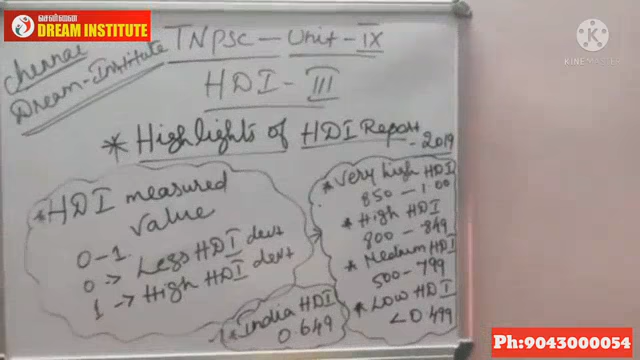 சென்னை
DREAM INSTITUTE
KINEMASTER
Chennai
Dream-Institute
TNPSC - Unit - IX
HDI - III
* Highlights of HDI Report - 2019
* HDI measured
value
0-1.
0 -> Less HDI devt
1 -> High HDI devt
* Very high HDI
850 - 1.00
* High HDI
800 - 849
* Medium HDI
500 - 799
* Low HDI
< 0.499
* India HDI
0.649
Ph:9043000054